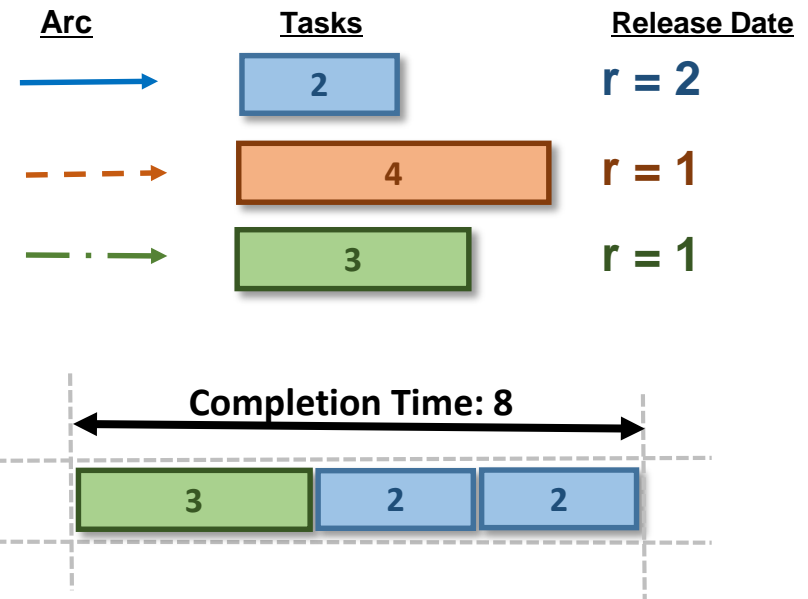 Arc Tasks Release Date
2 r = 2
4 r = 1
3 r = 1
Completion Time: 8
3 2 2